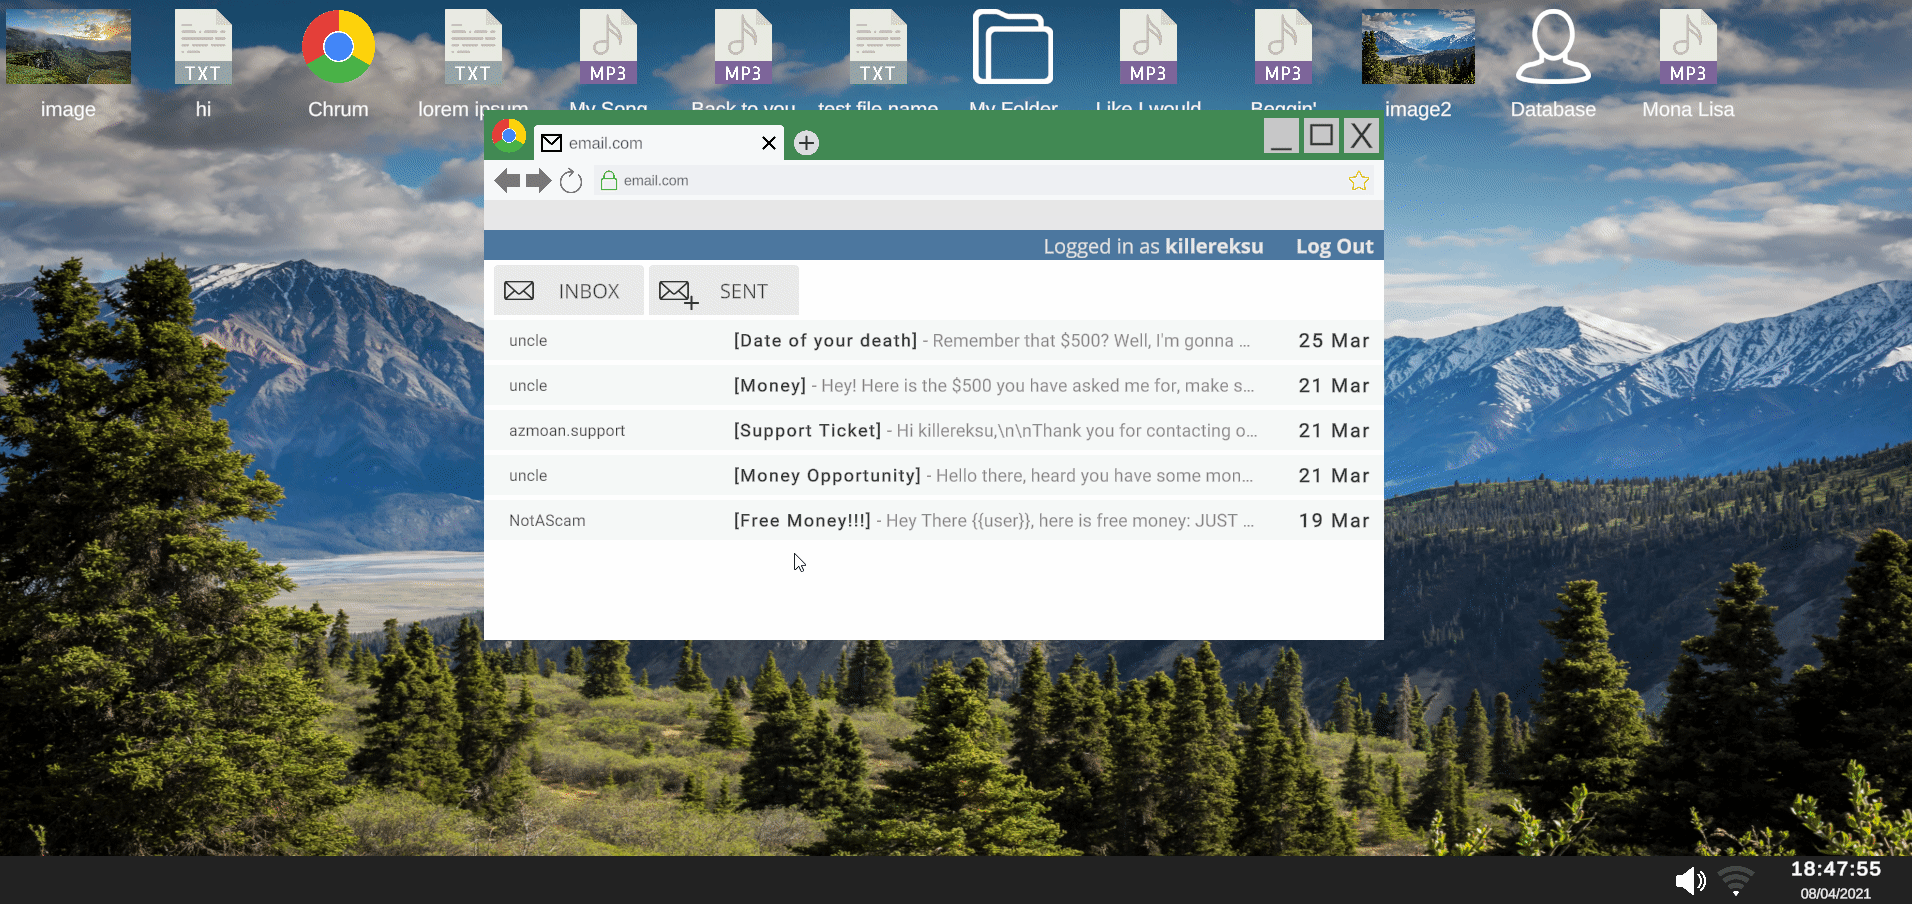 TXT
TXT
MP3
MP3
TXT
MP3
MP3
MP3
image
hi
Chrum
lorem ipsum
My Song
Back to you
test file name
My Folder
Like I would
Beggin'
image2
Database
Mona Lisa
email.com
email.com
Logged in as killereksu Log Out
INBOX SENT
uncle [Date of your death] - Remember that $500? Well, I'm gonna ... 25 Mar
uncle [Money] - Hey! Here is the $500 you have asked me for, make s... 21 Mar
azmoan.support [Support Ticket] - Hi killereksu,\n\nThank you for contacting o... 21 Mar
uncle [Money Opportunity] - Hello there, heard you have some mon... 21 Mar
NotAScam [Free Money!!!] - Hey There {{user}}, here is free money: JUST ... 19 Mar
18:47:55
08/04/2021